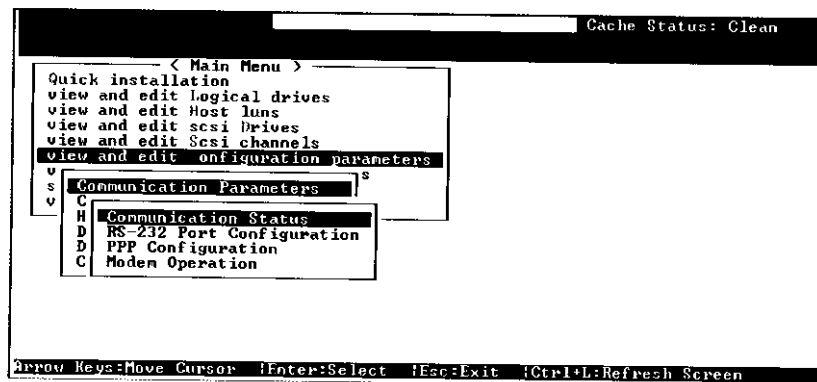 Cache Status: Clean
< Main Menu >
Quick installation
view and edit Logical drives
view and edit Host luns
view and edit scsi Drives
view and edit Scsi channels
view and edit onfiguration parameters
v s
s Communication Parameters
v C
H Communication Status
D RS-232 Port Configuration
D PPP Configuration
C Modem Operation
Arrow Keys:Move Cursor |Enter:Select |Esc:Exit |Ctrl+L:Refresh Screen